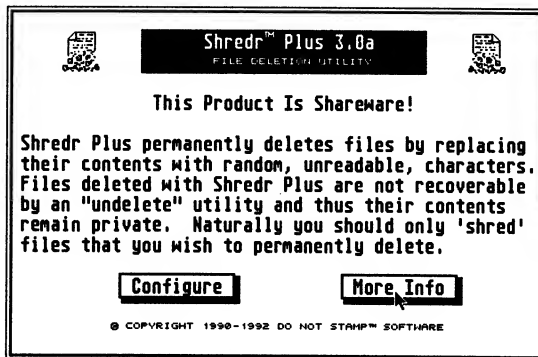 Shredr™ Plus 3.0a
FILE DELETION UTILITY
This Product Is Shareware!
Shredr Plus permanently deletes files by replacing
their contents with random, unreadable, characters.
Files deleted with Shredr Plus are not recoverable
by an "undelete" utility and thus their contents
remain private.  Naturally you should only 'shred'
files that you wish to permanently delete.
Configure
More Info
© COPYRIGHT 1990-1992 DO NOT STAMP™ SOFTWARE